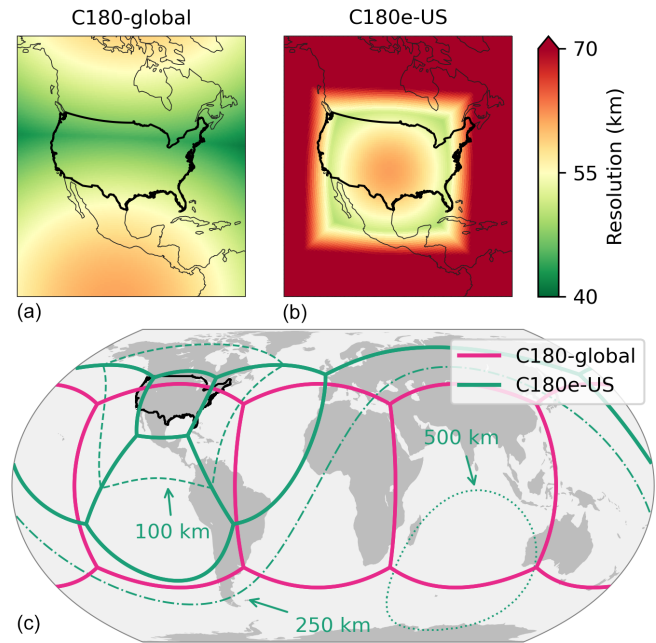 C180-global
C180e-US
70
55
40
Resolution (km)
(a)
(b)
C180-global
C180e-US
500 km
100 km
250 km
(c)